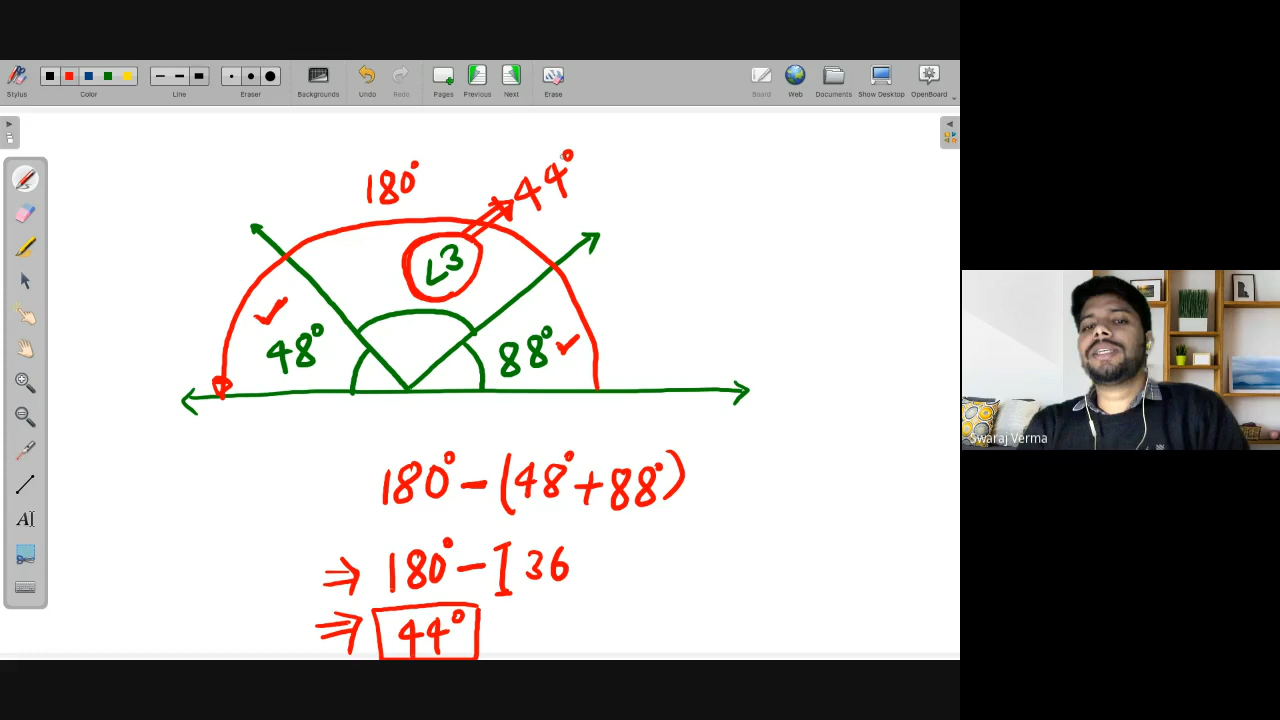 Stylus
Color
Line
Eraser
Backgrounds
Undo
Redo
Pages
Previous
Next
Erase
Board
Web
Documents
Show Desktop
OpenBoard
180°
44°
∠3
48°
88°
180° - (48° + 88°)
⇒ 180° - 136
⇒ 44°
Swaraj Verma